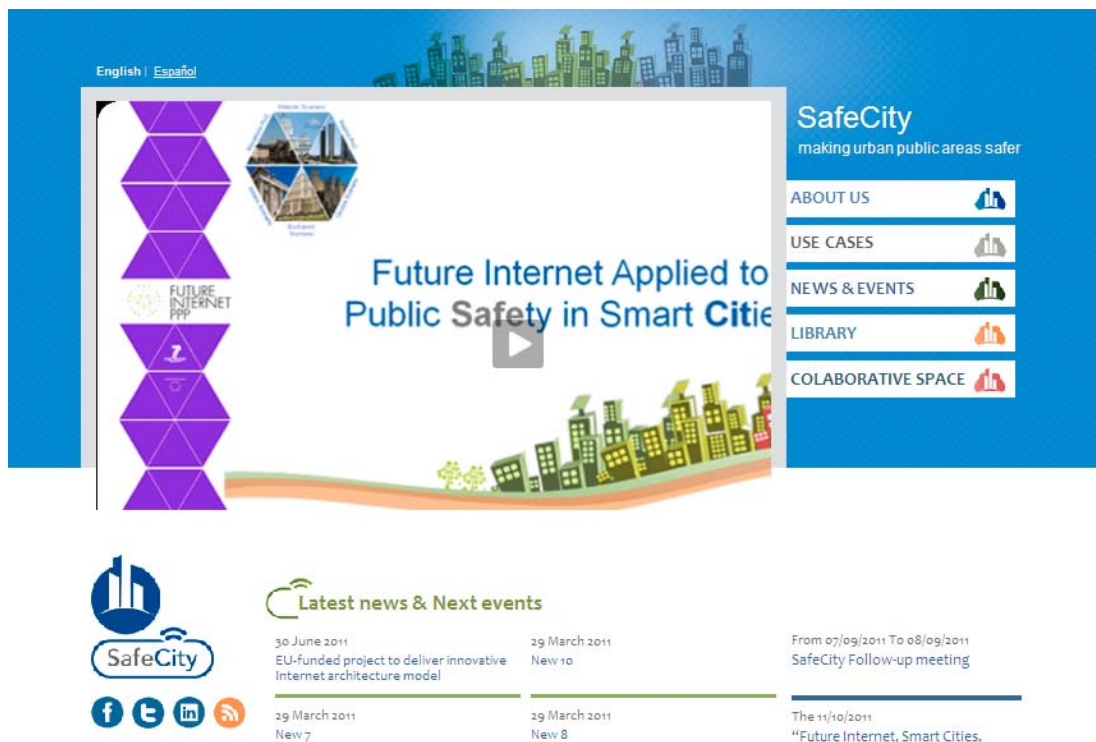 English | Español
SafeCity
making urban public areas safer
FUTURE
INTERNET
PPP
7
Future Internet Applied to
Public Safety in Smart Citie
ABOUT US
USE CASES
NEWS & EVENTS
LIBRARY
COLABORATIVE SPACE
SafeCity
Latest news & Next events
30 June 2011
EU-funded project to deliver innovative
Internet architecture model
29 March 2011
New 10
From 07/09/2011 To 08/09/2011
SafeCity Follow-up meeting
29 March 2011
New 7
29 March 2011
New 8
The 11/10/2011
“Future Internet, Smart Cities,